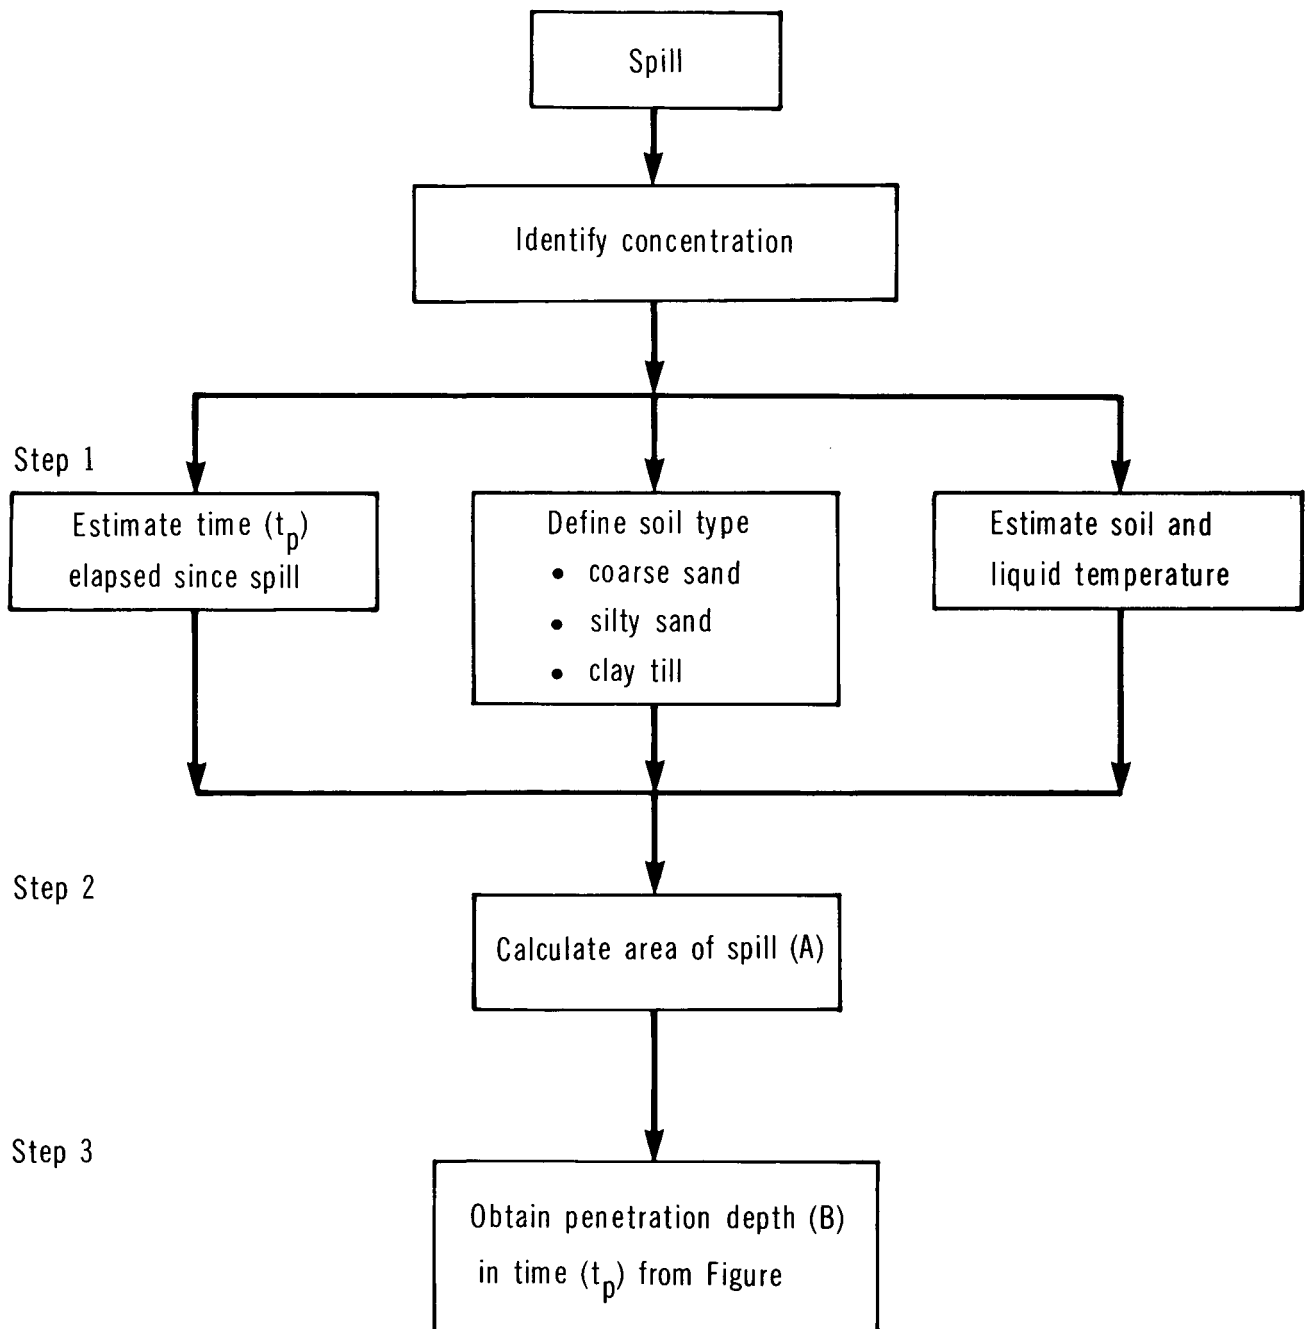 Spill
Identify concentration
Step 1
Estimate time (tp)
elapsed since spill
Define soil type
• coarse sand
• silty sand
• clay till
Estimate soil and
liquid temperature
Step 2
Calculate area of spill (A)
Step 3
Obtain penetration depth (B)
in time (tp) from Figure